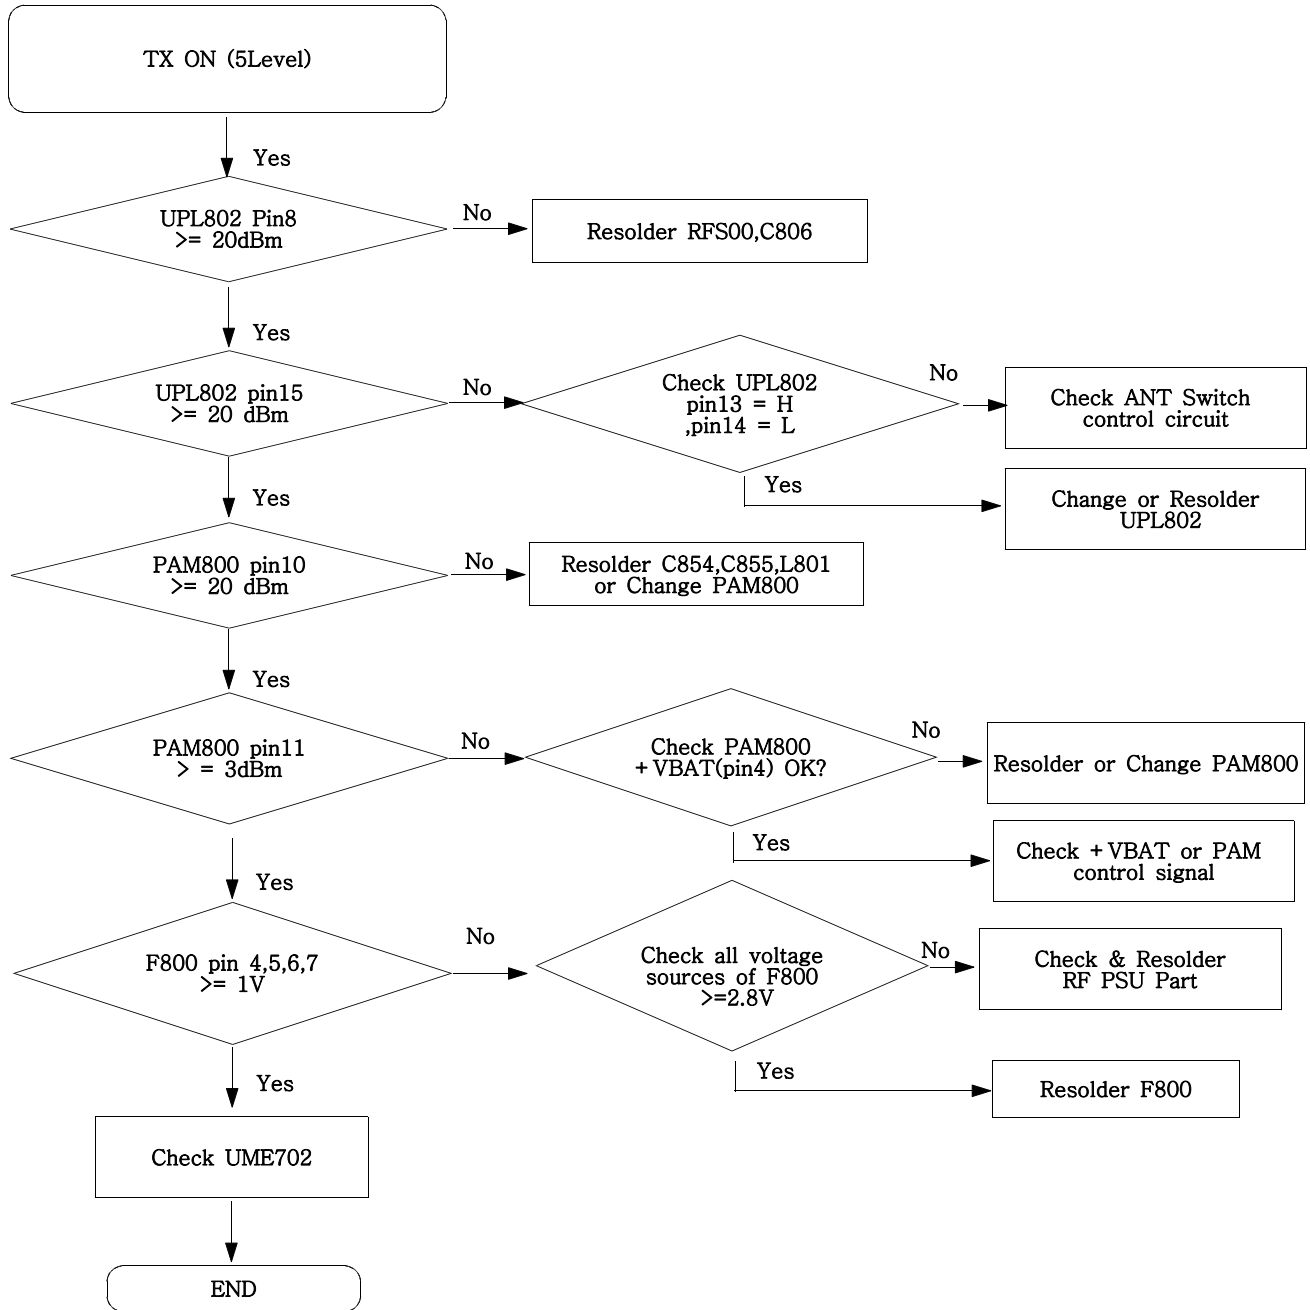 TX ON (5Level)
Yes
UPL802 Pin8
>= 20dBm
No
Resolder RFS00,C806
Yes
UPL802 pin15
>= 20 dBm
No
Check UPL802
pin13 = H
,pin14 = L
No
Check ANT Switch
control circuit
Yes
Change or Resolder
UPL802
Yes
PAM800 pin10
>= 20 dBm
No
Resolder C854,C855,L801
or Change PAM800
Yes
PAM800 pin11
> = 3dBm
No
Check PAM800
+VBAT(pin4) OK?
No
Resolder or Change PAM800
Yes
Check +VBAT or PAM
control signal
Yes
F800 pin 4,5,6,7
>= 1V
No
Check all voltage
sources of F800
>=2.8V
No
Check & Resolder
RF PSU Part
Yes
Resolder F800
Yes
Check UME702
END